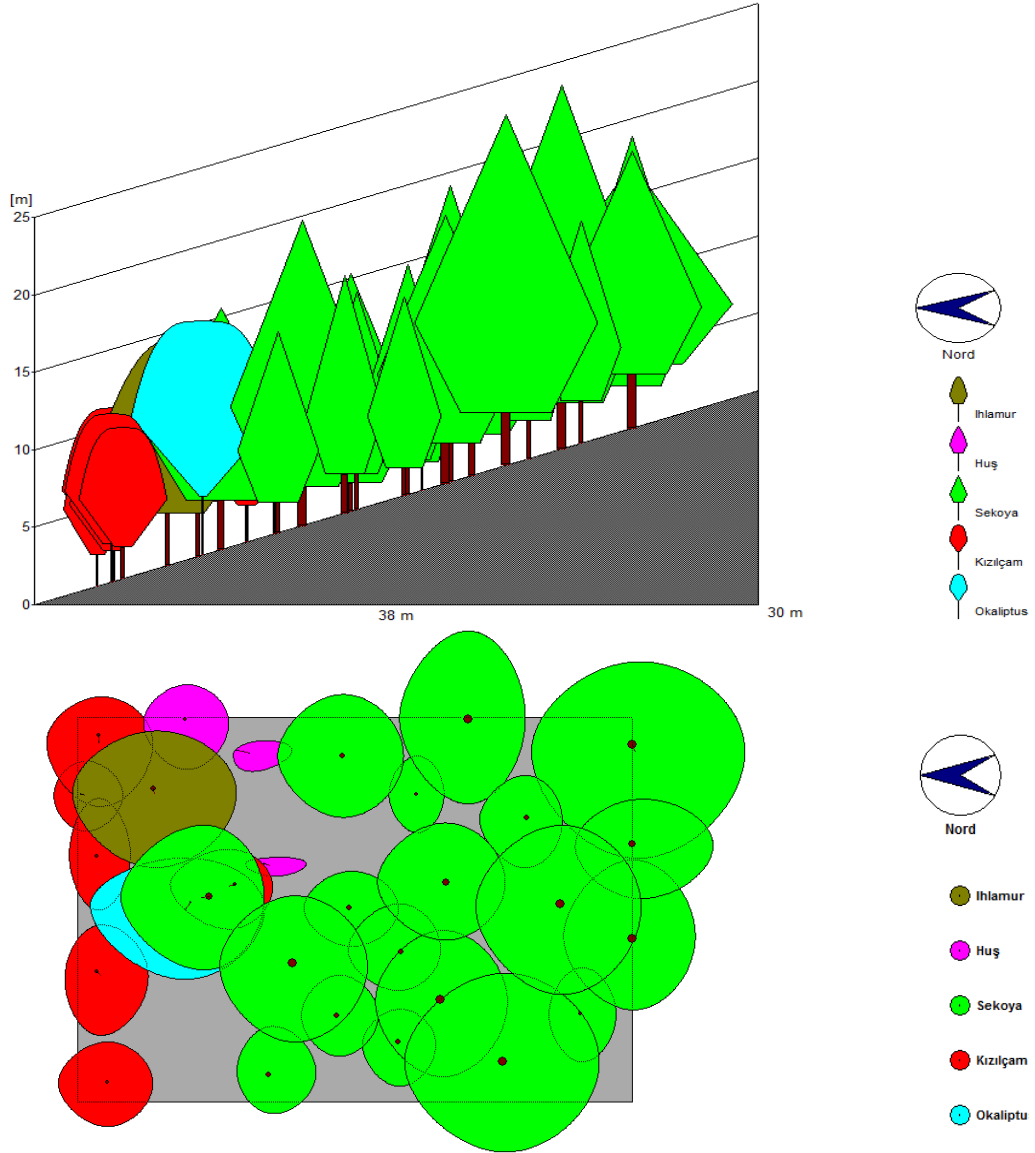 [m]
25
20
15
10
5
0
38 m
30 m
Nord
Ihlamur
Huş
Sekoya
Kızılçam
Okaliptus
Nord
Ihlamur
Huş
Sekoya
Kızılçam
Okaliptu